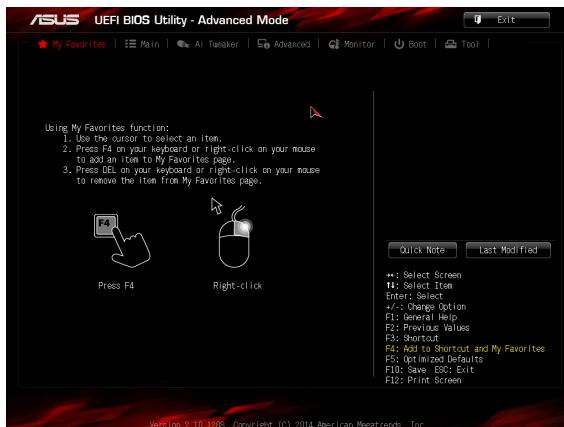 ASUS UEFI BIOS Utility - Advanced Mode Exit
My Favorites Main Ai Tweaker Advanced Monitor Boot Tool
Using My Favorites function:
1. Use the cursor to select an item.
2. Press F4 on your keyboard or right-click on your mouse
to add an item to My Favorites page.
3. Press DEL on your keyboard or right-click on your mouse
to remove the item from My Favorites page.
F4
Press F4 Right-click
Quick Note Last Modified
→←: Select Screen
↑↓: Select Item
Enter: Select
+/-: Change Option
F1: General Help
F2: Previous Values
F3: Shortcut
F4: Add to Shortcut and My Favorites
F5: Optimized Defaults
F10: Save ESC: Exit
F12: Print Screen
Version 2.10.1208. Copyright (C) 2014 American Megatrends, Inc.